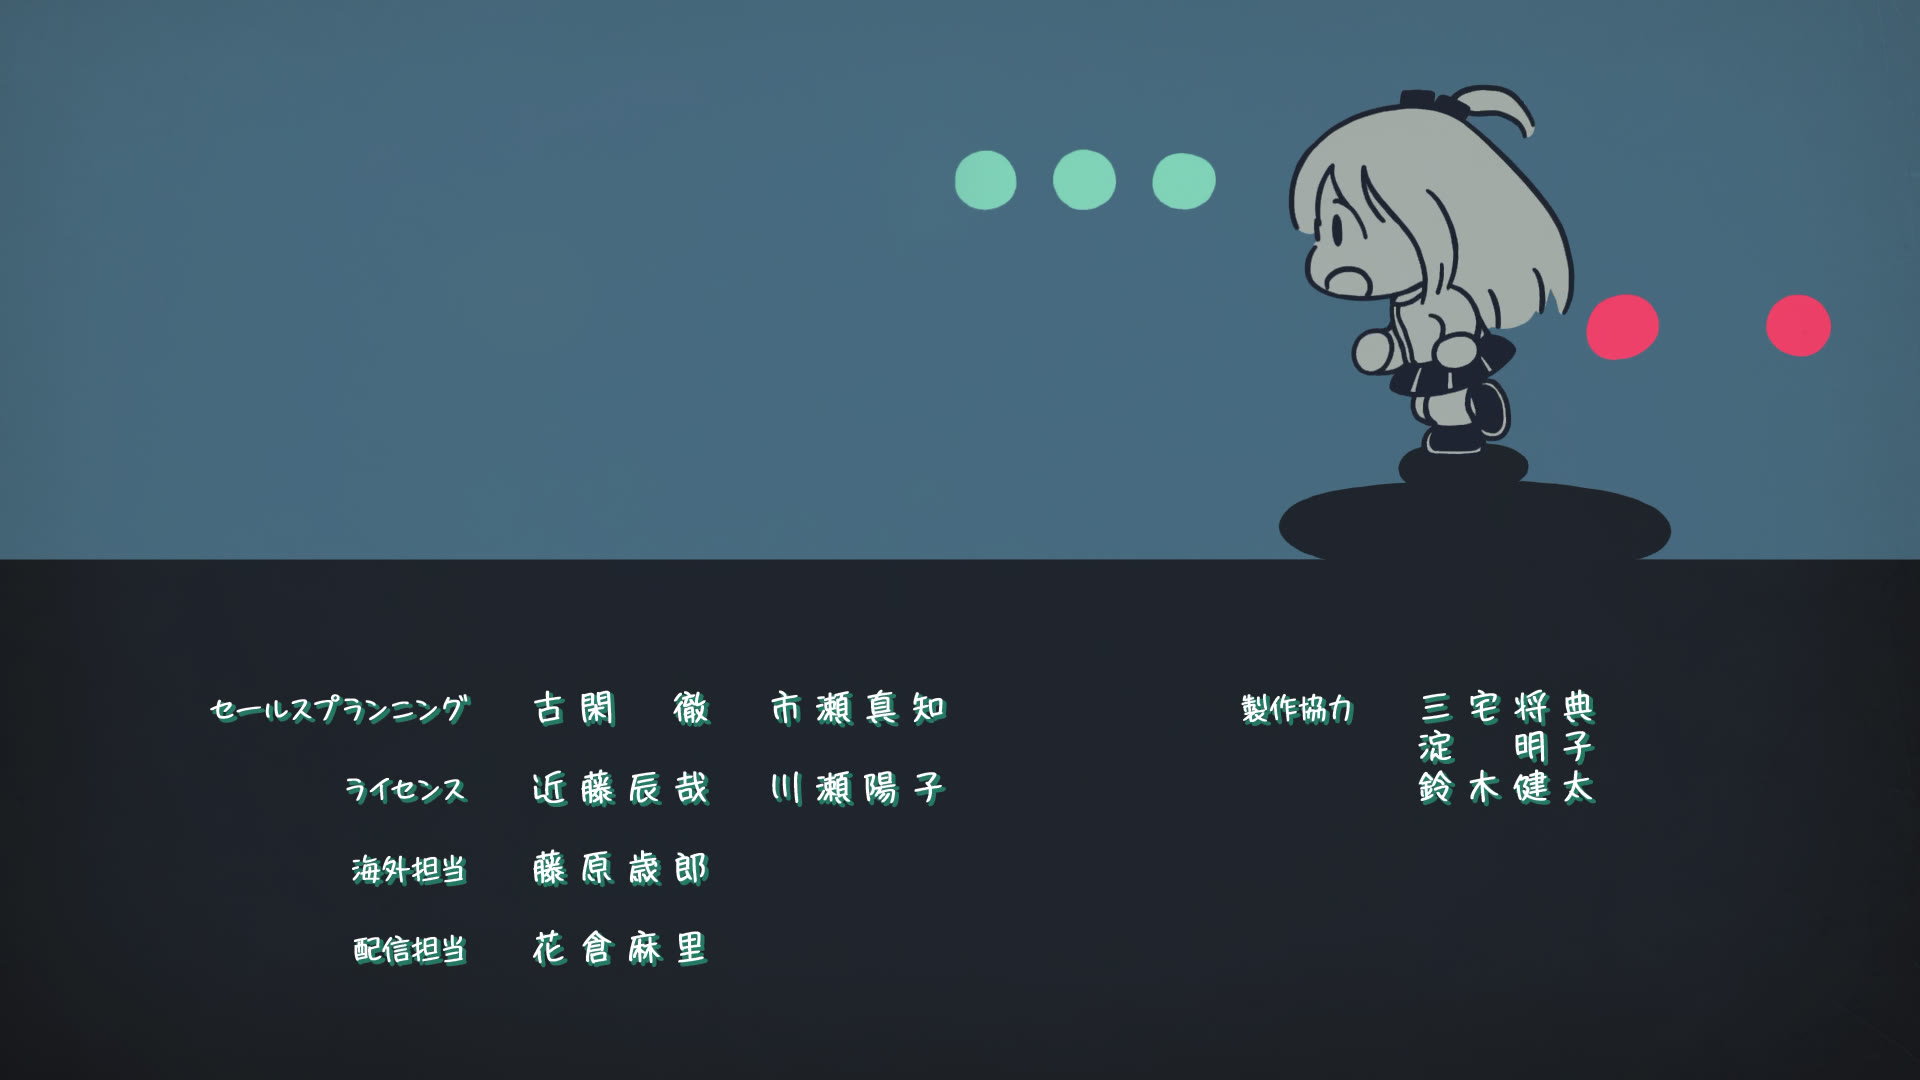 セールスプランニング 古閑 徹 市瀬真知
ライセンス 近藤辰哉 川瀬陽子
海外担当 藤原歳郎
配信担当 花倉麻里
製作協力 三宅将典
淀 明子
鈴木健太